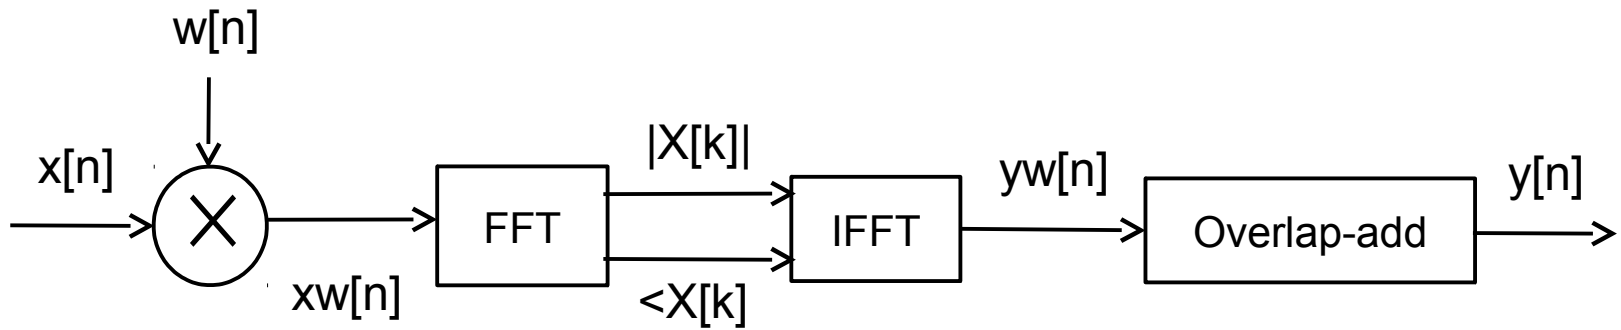 w[n]
x[n]
xw[n]
FFT
|X[k]|
<X[k]
IFFT
yw[n]
Overlap-add
y[n]